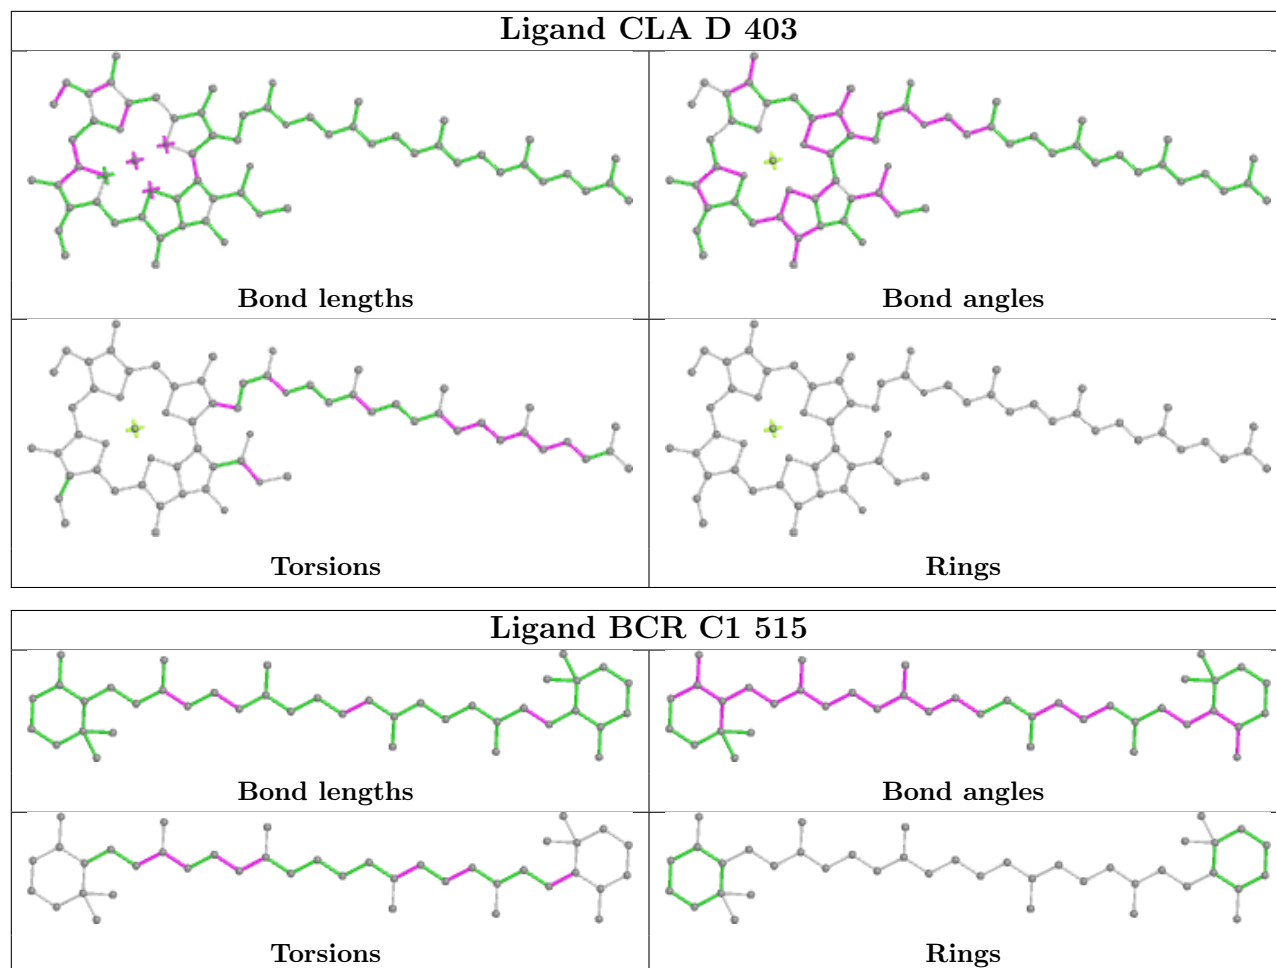 Ligand CLA D 403
Bond lengths
Bond angles
Torsions
Rings
Ligand BCR C1 515
Bond lengths
Bond angles
Torsions
Rings